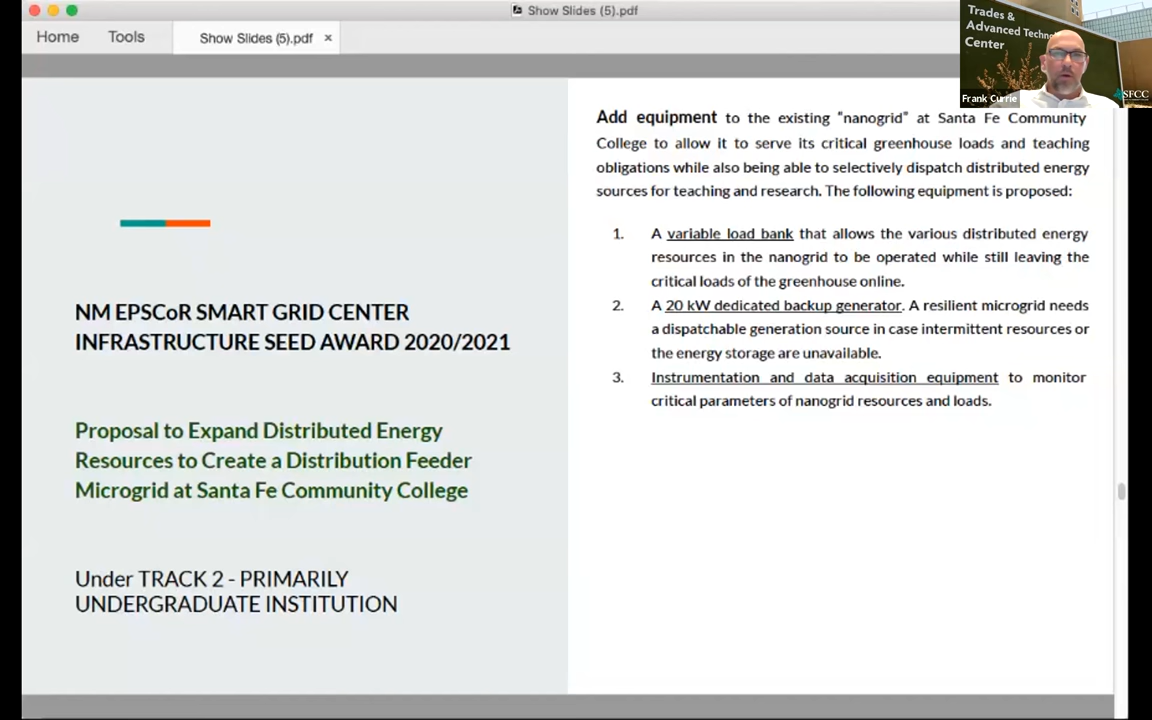 Show Slides (5).pdf
Home
Tools
Show Slides (5).pdf ×
Trades &
Advanced
Center
Frank Currie
SFCC
NM EPSCoR SMART GRID CENTER
INFRASTRUCTURE SEED AWARD 2020/2021
Proposal to Expand Distributed Energy
Resources to Create a Distribution Feeder
Microgrid at Santa Fe Community College
Under TRACK 2 - PRIMARILY
UNDERGRADUATE INSTITUTION
Add equipment to the existing "nanogrid" at Santa Fe Community
College to allow it to serve its critical greenhouse loads and teaching
obligations while also being able to selectively dispatch distributed energy
sources for teaching and research. The following equipment is proposed:
1. A variable load bank that allows the various distributed energy
resources in the nanogrid to be operated while still leaving the
critical loads of the greenhouse online.
2. A 20 kW dedicated backup generator. A resilient microgrid needs
a dispatchable generation source in case intermittent resources or
the energy storage are unavailable.
3. Instrumentation and data acquisition equipment to monitor
critical parameters of nanogrid resources and loads.